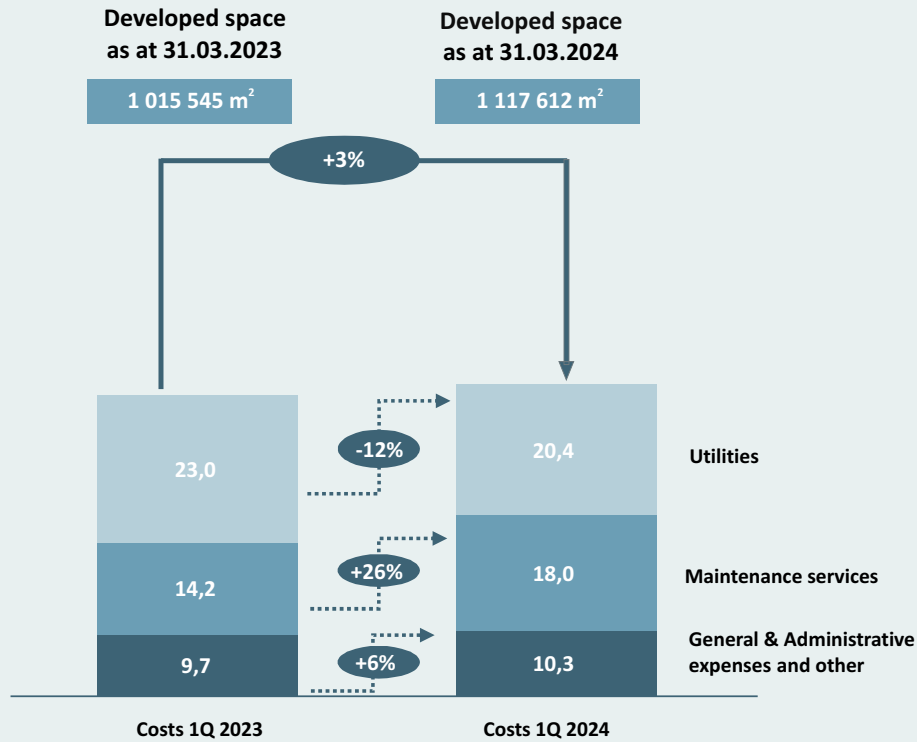 Developed space
as at 31.03.2023
Developed space
as at 31.03.2024
1 015 545 m²
1 117 612 m²
+3%
23,0
-12%
20,4
Utilities
14,2
+26%
18,0
Maintenance services
9,7
+6%
10,3
General & Administrative
expenses and other
Costs 1Q 2023
Costs 1Q 2024